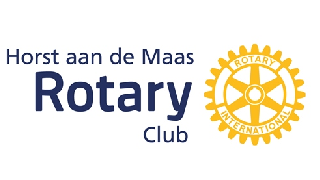 Horst aan de Maas
Rotary
Club
ROTARY
INTERNATIONAL